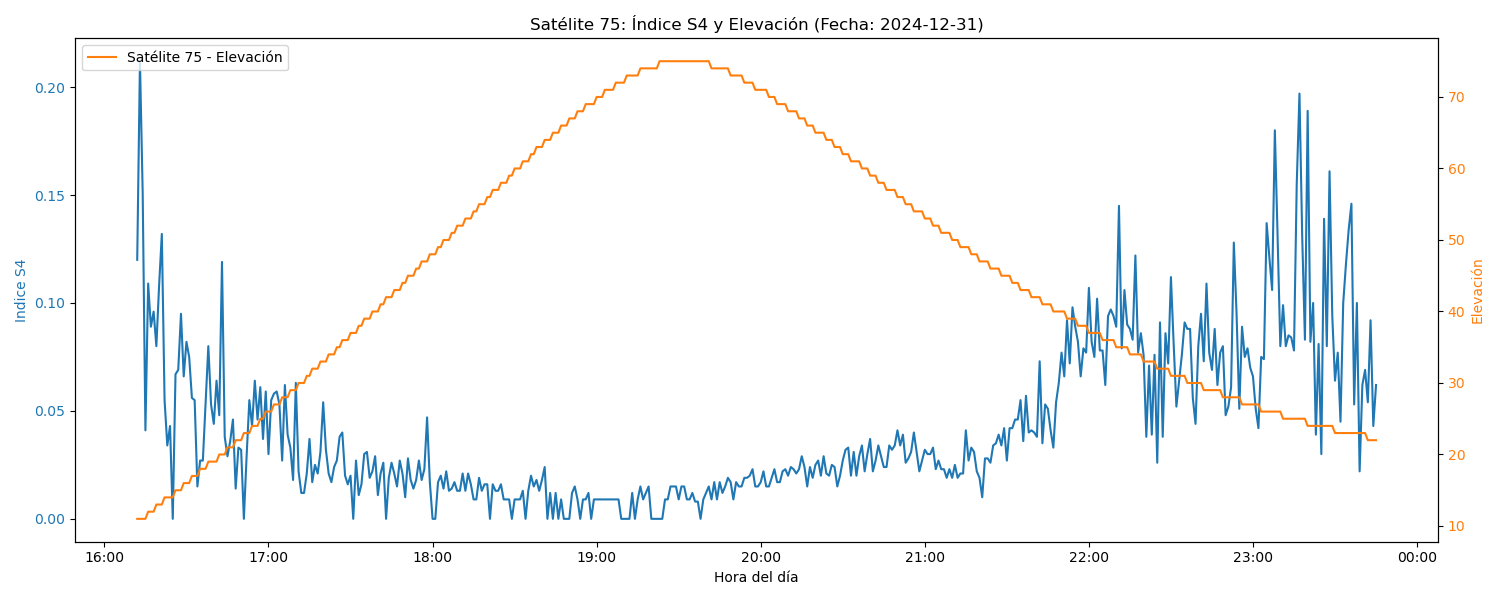 Satélite 75: Índice S4 y Elevación (Fecha: 2024-12-31)
Satélite 75 - Elevación
0.20
0.15
0.10
0.05
0.00
Indice S4
70
60
50
40
30
20
10
Elevación
16:00 17:00 18:00 19:00 20:00 21:00 22:00 23:00 00:00
Hora del día